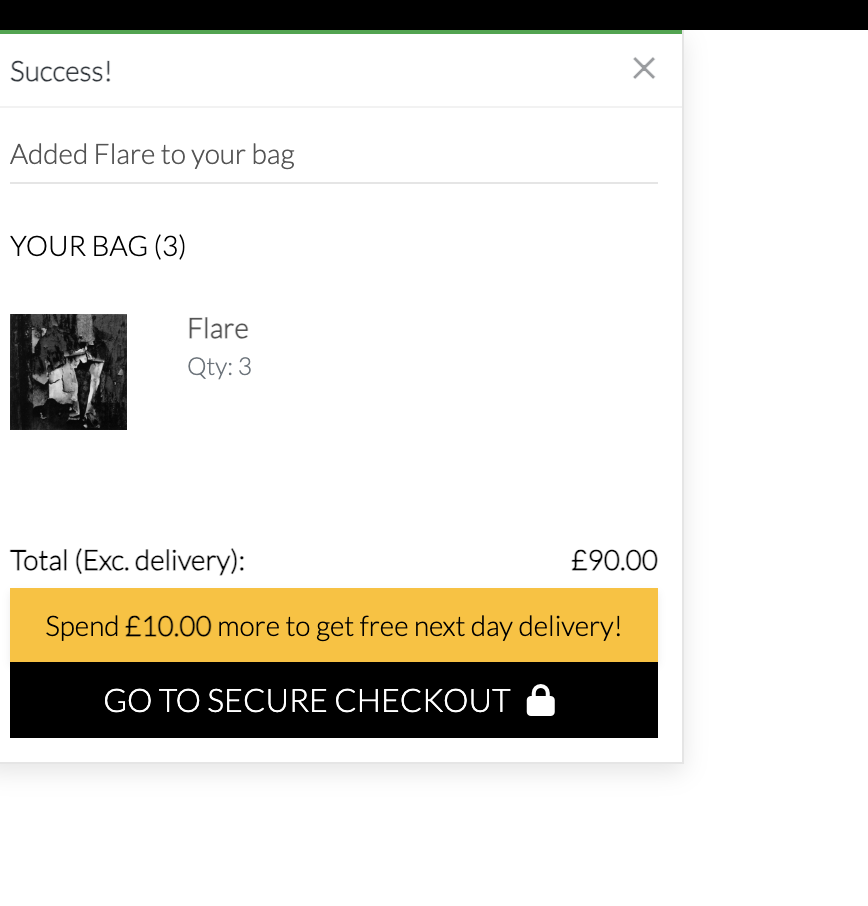 Success!
Added Flare to your bag
YOUR BAG (3)
Flare
Qty: 3
Total (Exc. delivery): £90.00
Spend £10.00 more to get free next day delivery!
GO TO SECURE CHECKOUT